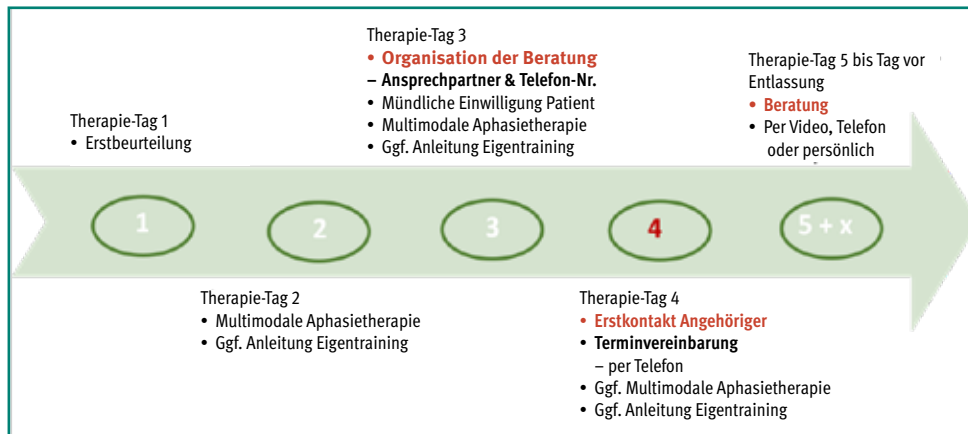 Therapie-Tag 1
• Erstbeurteilung
Therapie-Tag 3
• Organisation der Beratung
– Ansprechpartner & Telefon-Nr.
• Mündliche Einwilligung Patient
• Multimodale Aphasietherapie
• Ggf. Anleitung Eigentraining
Therapie-Tag 5 bis Tag vor
Entlassung
• Beratung
• Per Video, Telefon
oder persönlich
1
2
3
4
5 + x
Therapie-Tag 2
• Multimodale Aphasietherapie
• Ggf. Anleitung Eigentraining
Therapie-Tag 4
• Erstkontakt Angehöriger
• Terminvereinbarung
– per Telefon
• Ggf. Multimodale Aphasietherapie
• Ggf. Anleitung Eigentraining